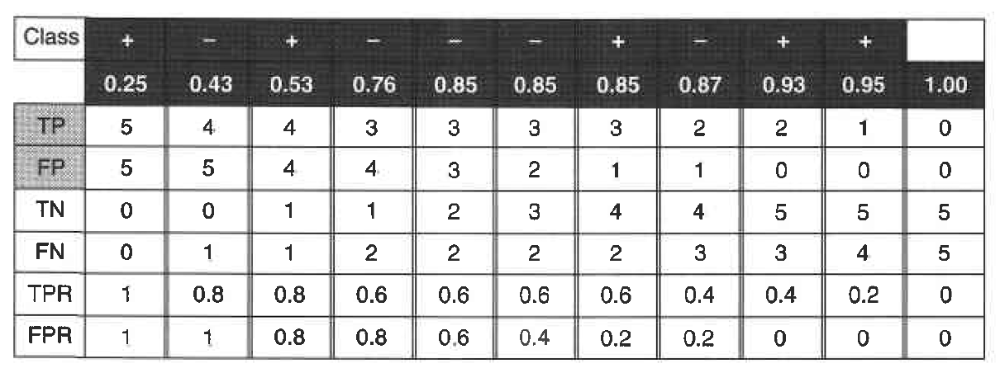 Class + − + − − − + − + +
0.25 0.43 0.53 0.76 0.85 0.85 0.85 0.87 0.93 0.95 1.00
TP 5 4 4 3 3 3 3 2 2 1 0
FP 5 5 4 4 3 2 1 1 0 0 0
TN 0 0 1 1 2 3 4 4 5 5 5
FN 0 1 1 2 2 2 2 3 3 4 5
TPR 1 0.8 0.8 0.6 0.6 0.6 0.6 0.4 0.4 0.2 0
FPR 1 1 0.8 0.8 0.6 0.4 0.2 0.2 0 0 0